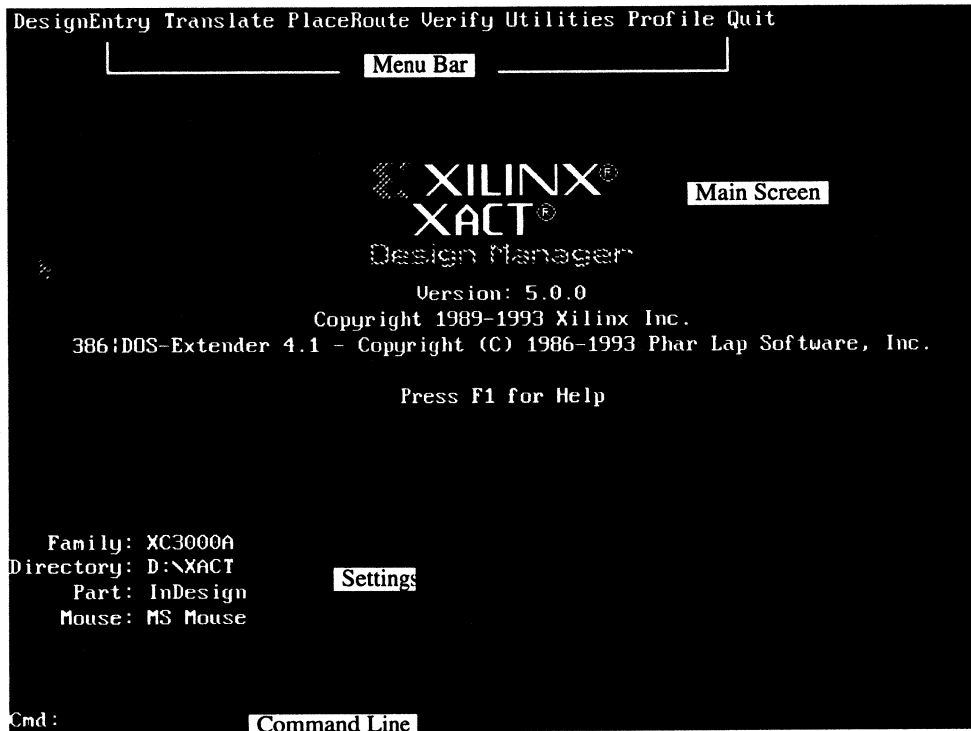 DesignEntry Translate PlaceRoute Verify Utilities Profile Quit
Menu Bar
XILINX®
Main Screen
XACT®
Design Manager
Version: 5.0.0
Copyright 1989-1993 Xilinx Inc.
386|DOS-Extender 4.1 - Copyright (C) 1986-1993 Phar Lap Software, Inc.
Press F1 for Help
Family: XC3000A
Directory: D:\XACT
Settings
Part: InDesign
Mouse: MS Mouse
Cmd:
Command Line